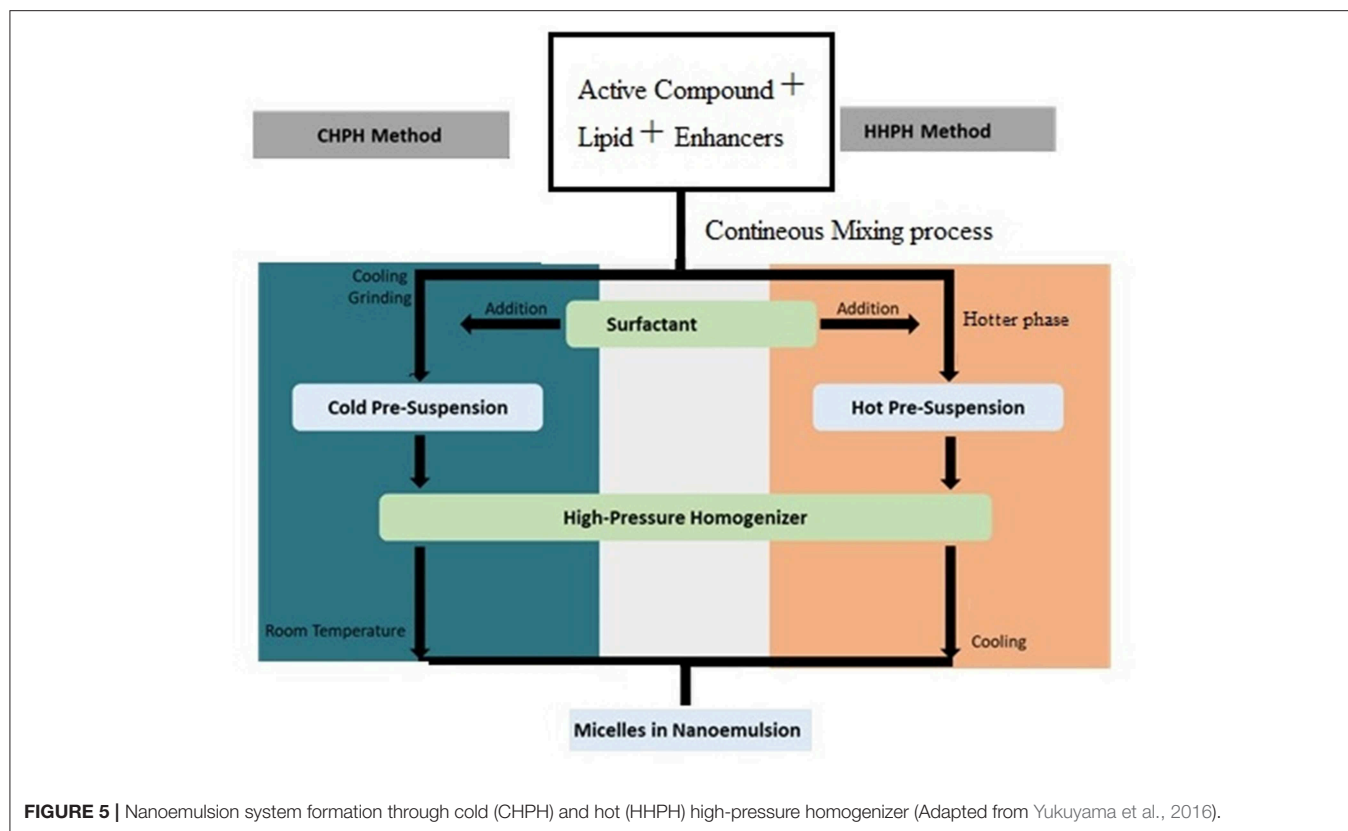 Active Compound +
Lipid + Enhancers
CHPH Method
HHPH Method
Conteneous Mixing process
Cooling
Grinding
Addition
Surfactant
Addition
Hotter phase
Cold Pre-Suspension
Hot Pre-Suspension
High-Pressure Homogenizer
Room Temperature
Cooling
Micelles in Nanoemulsion
FIGURE 5 | Nanoemulsion system formation through cold (CHPH) and hot (HHPH) high-pressure homogenizer (Adapted from Yukuyama et al., 2016).